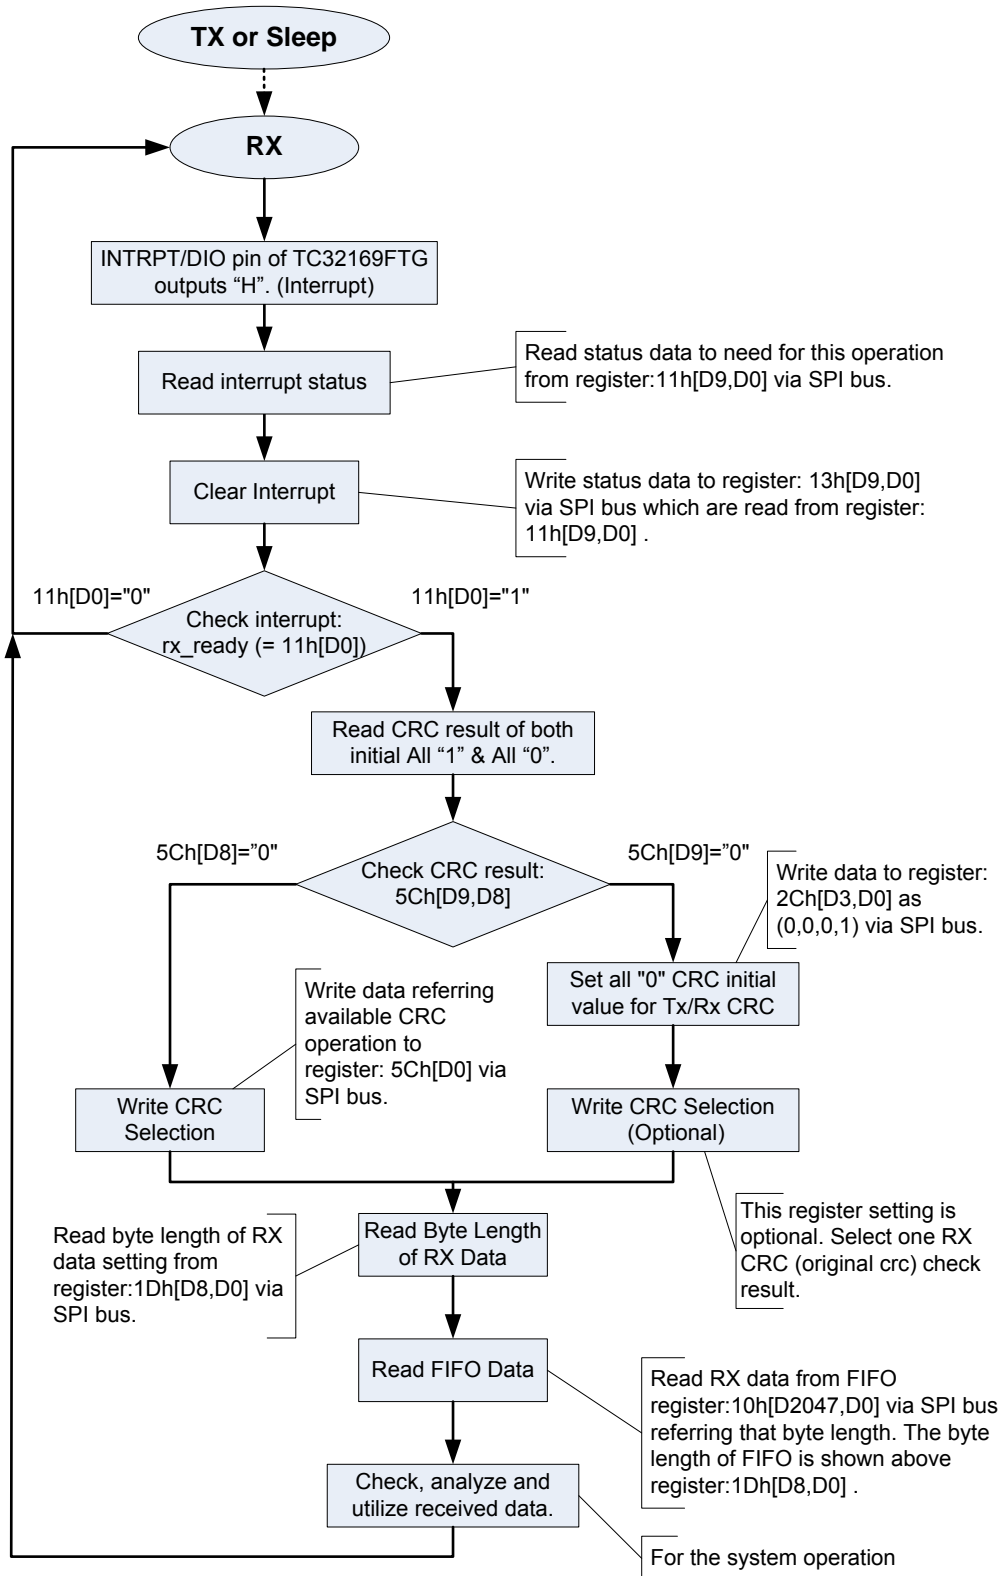 TX or Sleep
RX
INTRPT/DIO pin of TC32169FTG
outputs “H”. (Interrupt)
Read interrupt status
Read status data to need for this operation
from register:11h[D9,D0] via SPI bus.
Clear Interrupt
Write status data to register: 13h[D9,D0]
via SPI bus which are read from register:
11h[D9,D0] .
11h[D0]="0"
11h[D0]="1"
Check interrupt:
rx_ready (= 11h[D0])
Read CRC result of both
initial All “1” & All “0”.
5Ch[D8]=”0"
5Ch[D9]=”0"
Check CRC result:
5Ch[D9,D8]
Write data to register:
2Ch[D3,D0] as
(0,0,0,1) via SPI bus.
Set all "0" CRC initial
value for Tx/Rx CRC
Write data referring
available CRC
operation to
register: 5Ch[D0] via
SPI bus.
Write CRC
Selection
Write CRC Selection
(Optional)
This register setting is
optional. Select one RX
CRC (original crc) check
result.
Read byte length of RX
data setting from
register:1Dh[D8,D0] via
SPI bus.
Read Byte Length
of RX Data
Read FIFO Data
Read RX data from FIFO
register:10h[D2047,D0] via SPI bus
referring that byte length. The byte
length of FIFO is shown above
register:1Dh[D8,D0] .
Check, analyze and
utilize received data.
For the system operation